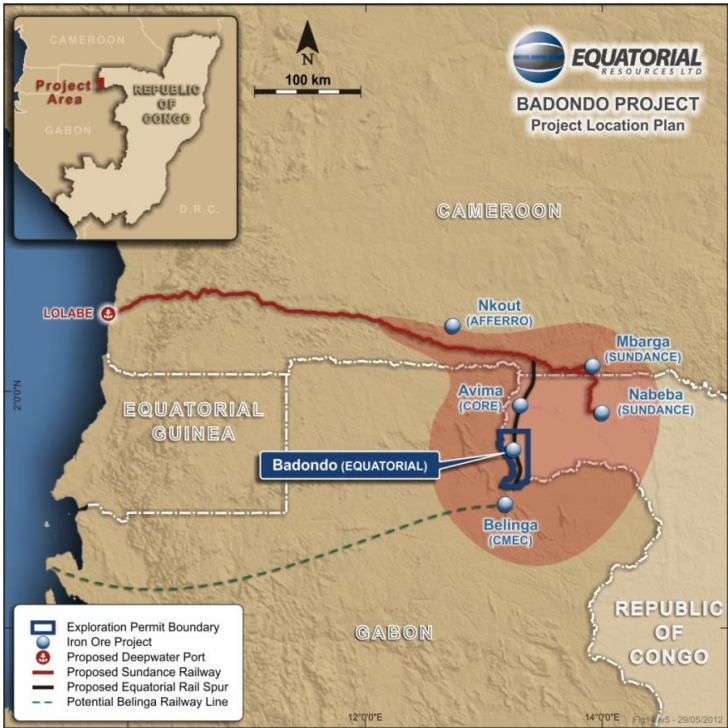 CAMEROON
Project
Area
REPUBLIC
OF
CONGO
GABON
D.R.C.
N
100 km
EQUATORIAL
RESOURCES LTD
BADONDO PROJECT
Project Location Plan
CAMEROON
LOLABE
Nkout
(AFFERRO)
Mbarga
(SUNDANCE)
2°0'0"N
EQUATORIAL
GUINEA
Avima
(CORE)
Nabeba
(SUNDANCE)
Badondo (EQUATORIAL)
Belinga
(CMEC)
GABON
REPUBLIC
OF
CONGO
Exploration Permit Boundary
Iron Ore Project
Proposed Deepwater Port
Proposed Sundance Railway
Proposed Equatorial Rail Spur
Potential Belinga Railway Line
12°0'0"E
14°0'0"E
29/05/2012